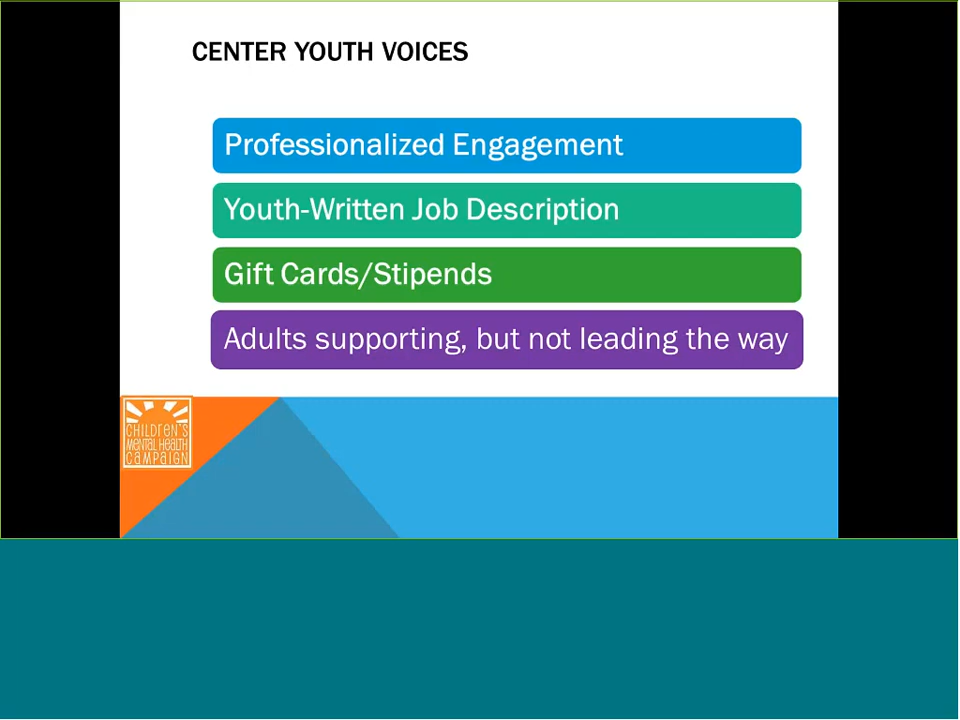 CENTER YOUTH VOICES
Professionalized Engagement
Youth-Written Job Description
Gift Cards/Stipends
Adults supporting, but not leading the way
CHILDREN'S
MENTAL HEALTH
CAMPAIGN